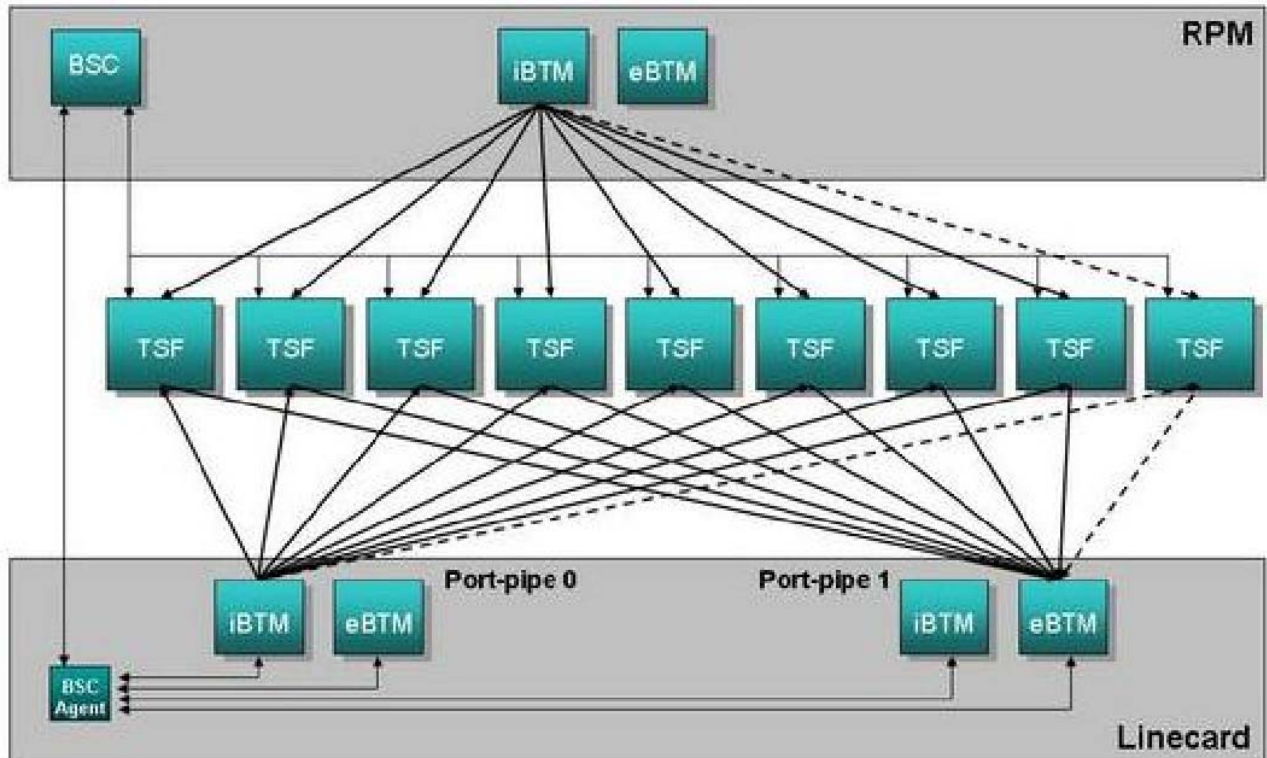 RPM
BSC
iBTM
eBTM
TSF
TSF
TSF
TSF
TSF
TSF
TSF
TSF
TSF
Port-pipe 0
Port-pipe 1
iBTM
eBTM
iBTM
eBTM
BSC
Agent
Linecard